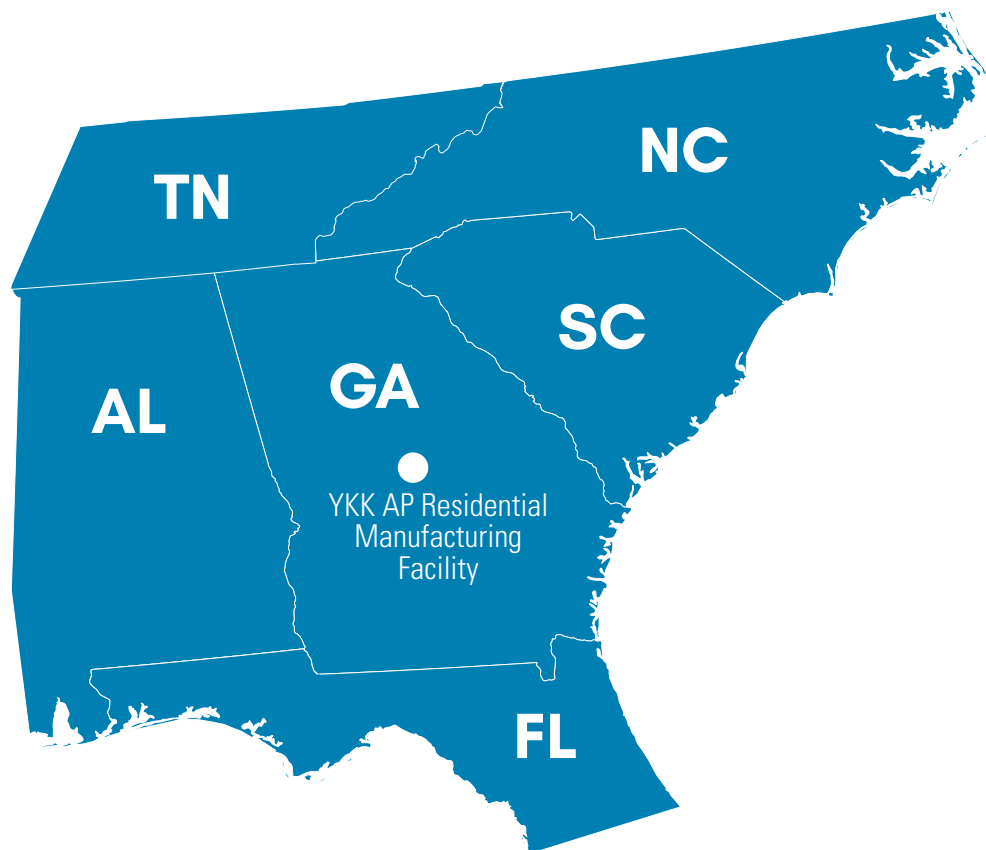 NC
TN
SC
GA
AL
YKK AP Residential
Manufacturing
Facility
FL